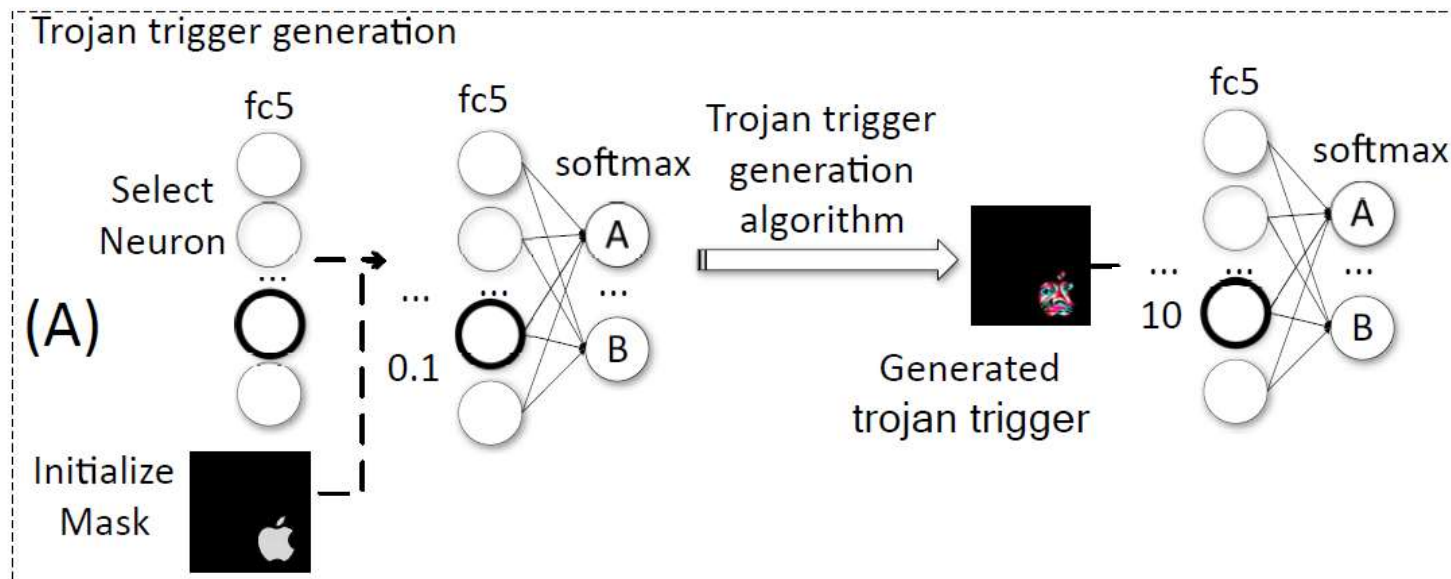 Trojan trigger generation
fc5
Select
Neuron
...
(A)
Initialize
Mask
fc5
softmax
...
...
...
0.1
A
B
Trojan trigger
generation
algorithm
Generated
trojan trigger
fc5
softmax
...
...
...
10
A
B